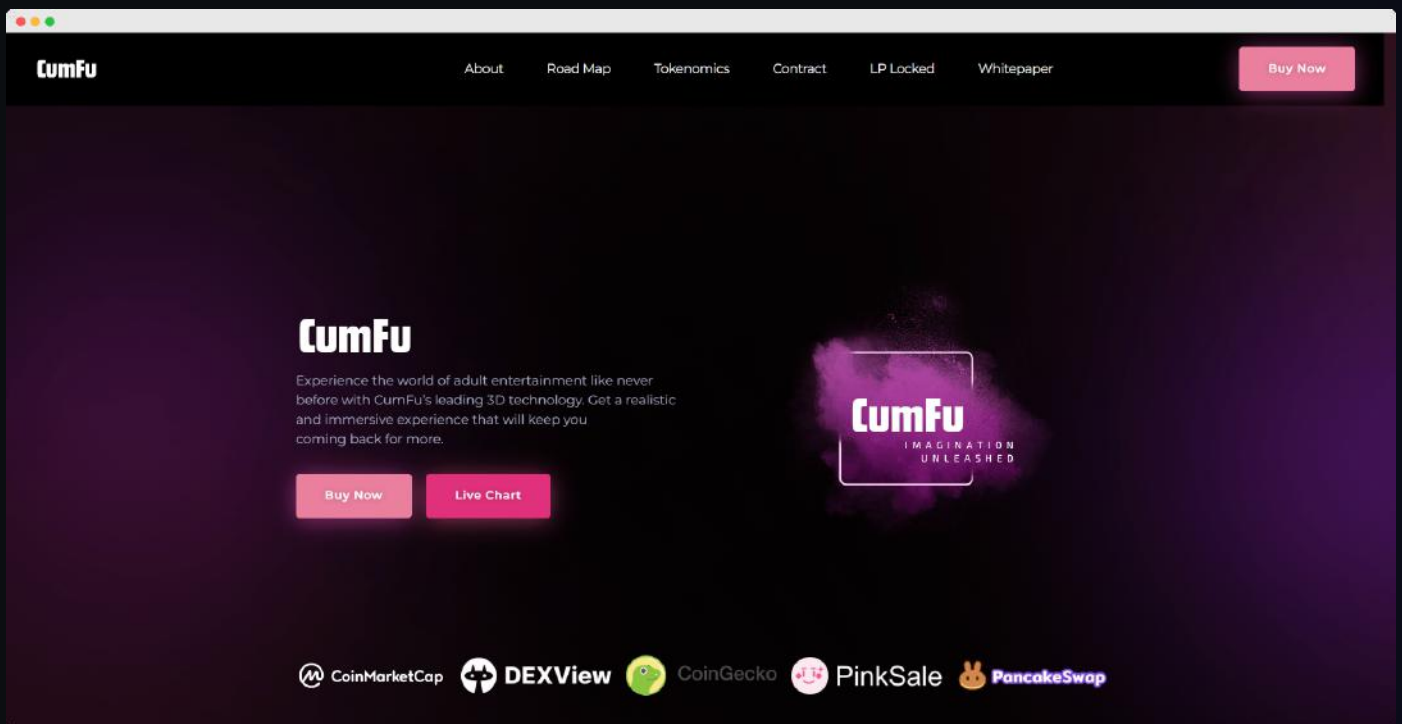 CumFu
About Road Map Tokenomics Contract LP Locked Whitepaper
Buy Now
CumFu
Experience the world of adult entertainment like never
before with CumFu's leading 3D technology. Get a realistic
and immersive experience that will keep you
coming back for more.
Buy Now
Live Chart
CumFu
IMAGINATION
UNLEASHED
CoinMarketCap DEXView CoinGecko PinkSale PancakeSwap